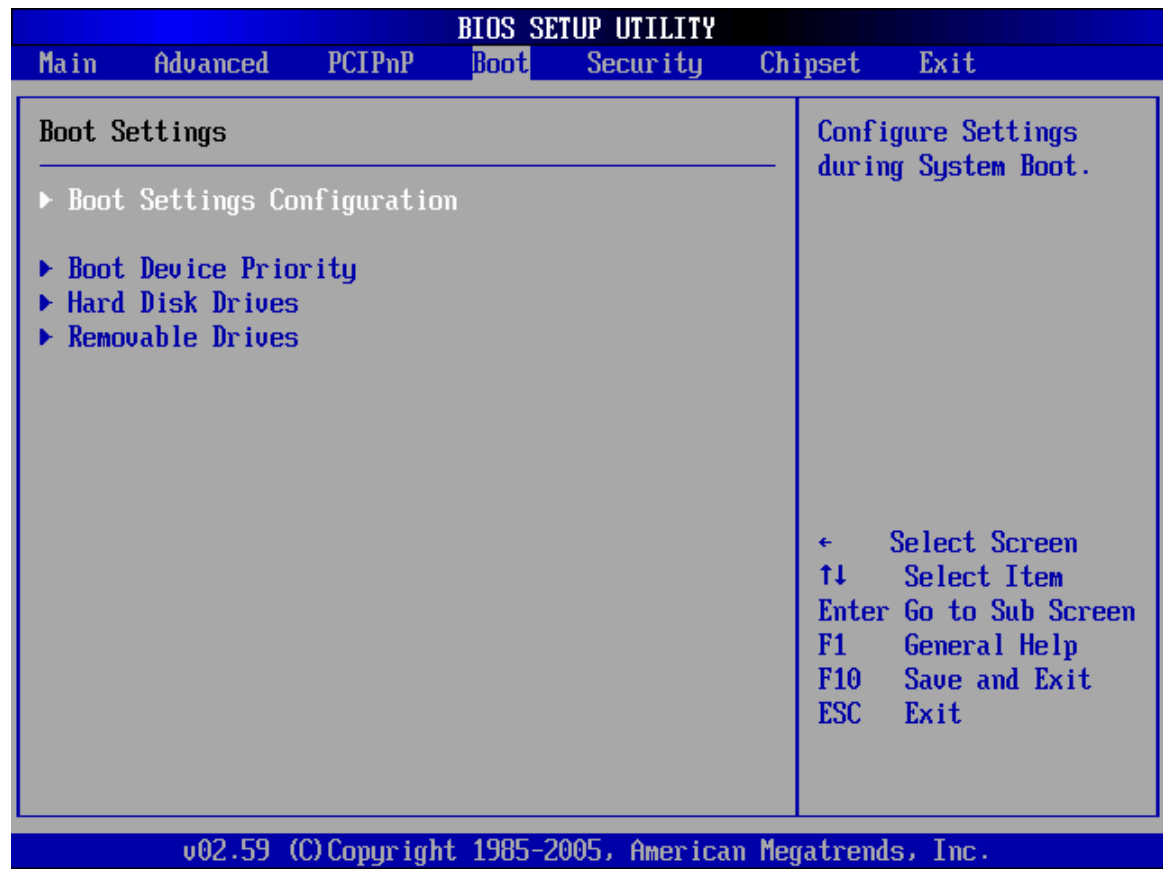 BIOS SETUP UTILITY
Main Advanced PCIPnP Boot Security Chipset Exit
Boot Settings
▶ Boot Settings Configuration
▶ Boot Device Priority
▶ Hard Disk Drives
▶ Removable Drives
Configure Settings
during System Boot.
← Select Screen
↑↓ Select Item
Enter Go to Sub Screen
F1 General Help
F10 Save and Exit
ESC Exit
v02.59 (C)Copyright 1985-2005, American Megatrends, Inc.